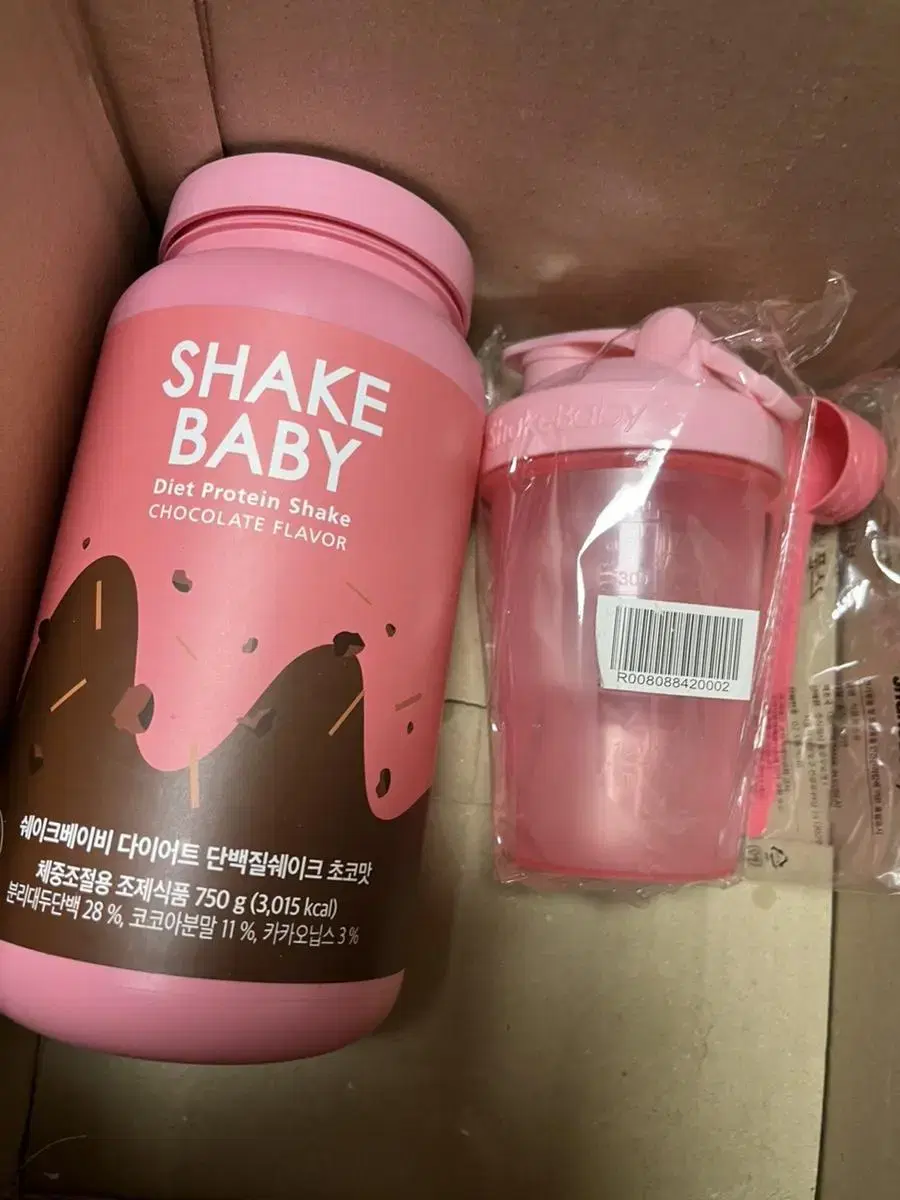 SHAKE
BABY
Diet Protein Shake
CHOCOLATE FLAVOR
쉐이크베이비 다이어트 단백질쉐이크 초코맛
체중조절용 조제식품 750 g (3,015 kcal)
분리대두단백 28 %, 코코아분말 11 %, 카카오닙스 3 %
ShakeBaby
300
R008088420002